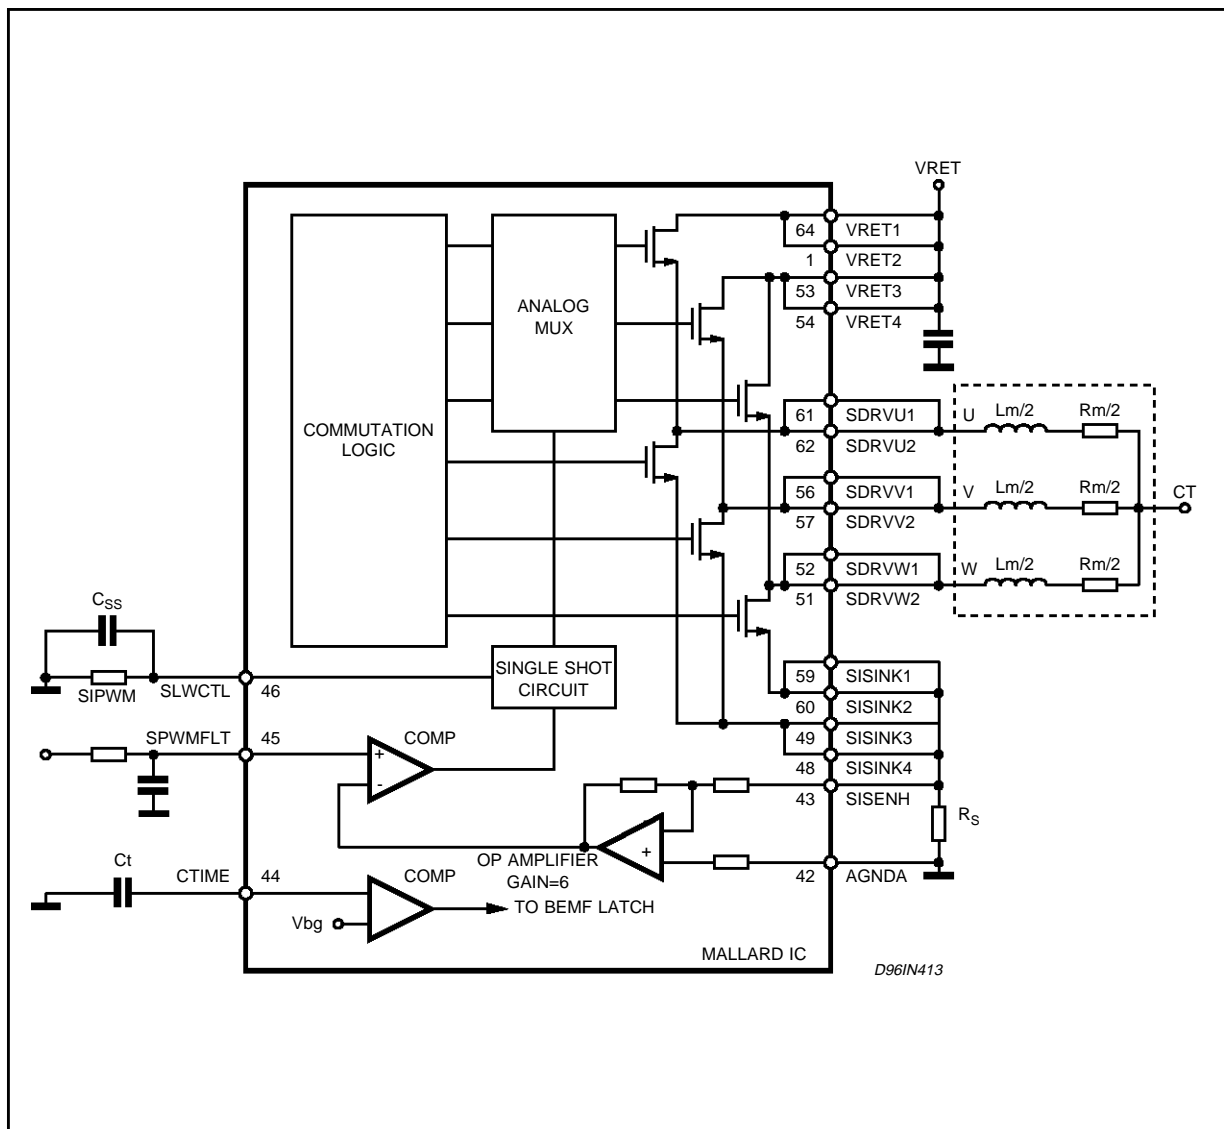 VRET
64 VRET1
1 VRET2
53 VRET3
54 VRET4
ANALOG
MUX
COMMUTATION
LOGIC
61 SDRVU1
62 SDRVU2
U Lm/2 Rm/2
56 SDRVV1
57 SDRVV2
V Lm/2 Rm/2
CT
52 SDRVW1
51 SDRVW2
W Lm/2 Rm/2
CSS
SIPWM
SLWCTL 46
SINGLE SHOT
CIRCUIT
59 SISINK1
60 SISINK2
49 SISINK3
48 SISINK4
43 SISENH
SPWMFLT 45
+
-
COMP
RS
-
+
OP AMPLIFIER
GAIN=6
42 AGNDA
Ct
CTIME 44
COMP
Vbg
TO BEMF LATCH
MALLARD IC
D96IN413